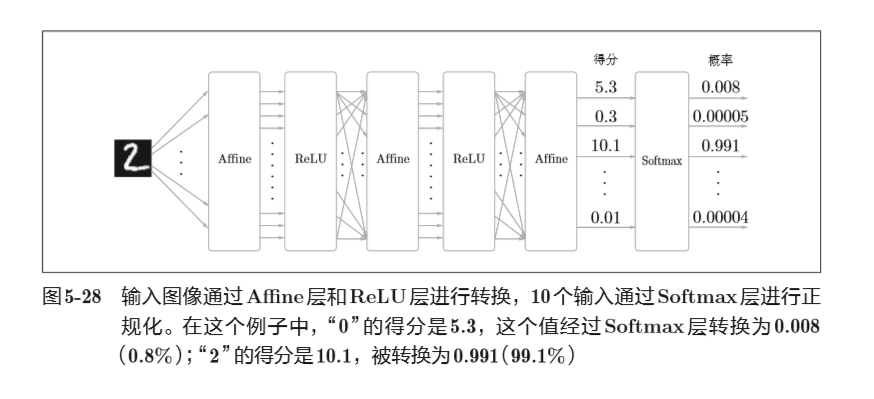 得分
概率
5.3
0.008
0.3
0.00005
10.1
0.991
2
Affine
ReLU
Affine
ReLU
Affine
Softmax
0.01
0.00004
图5-28 输入图像通过Affine层和ReLU层进行转换，10个输入通过Softmax层进行正
规化。在这个例子中，“0”的得分是5.3，这个值经过Softmax层转换为0.008
（0.8%）；“2”的得分是10.1，被转换为0.991（99.1%）